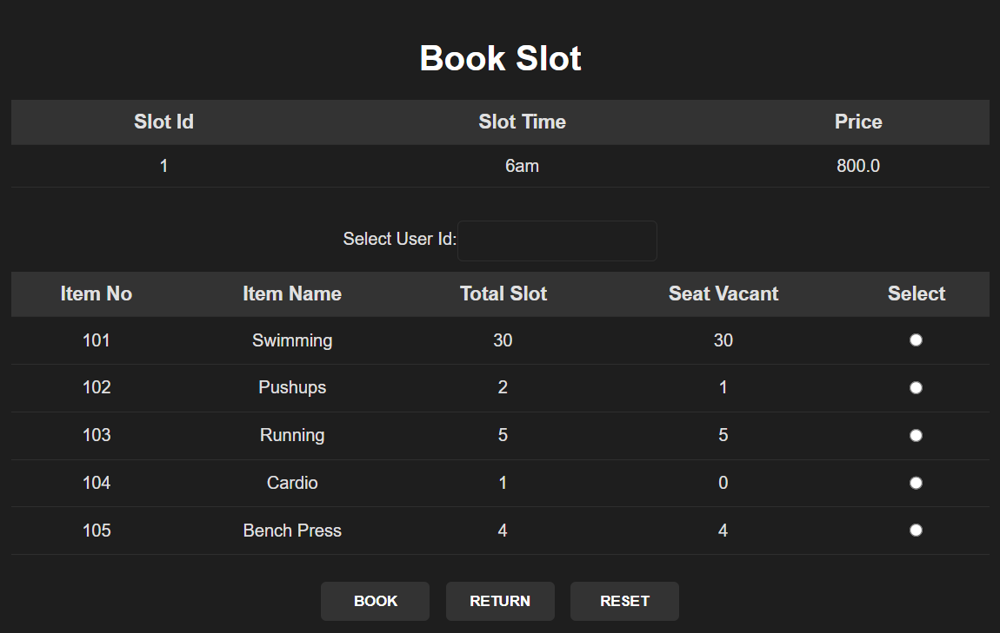 Book Slot
Slot Id Slot Time Price
1 6am 800.0
Select User Id:
Item No Item Name Total Slot Seat Vacant Select
101 Swimming 30 30
102 Pushups 2 1
103 Running 5 5
104 Cardio 1 0
105 Bench Press 4 4
BOOK RETURN RESET